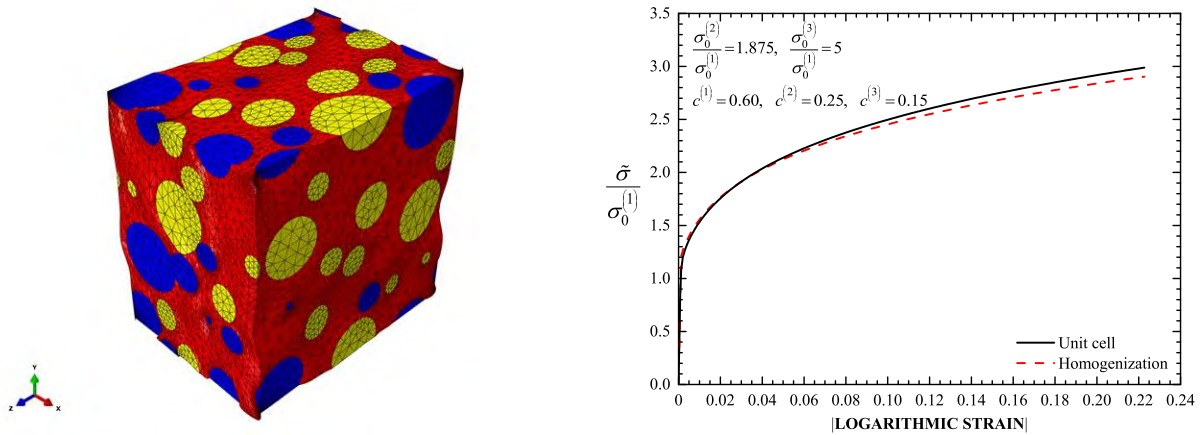 Y
Z
X
3.5
3.0
2.5
2.0
1.5
1.0
0.5
0.0
σ̃ / σ₀⁽¹⁾
σ₀⁽²⁾ / σ₀⁽¹⁾ =1.875, σ₀⁽³⁾ / σ₀⁽¹⁾ =5
c⁽¹⁾=0.60, c⁽²⁾=0.25, c⁽³⁾=0.15
Unit cell
Homogenization
0 0.02 0.04 0.06 0.08 0.10 0.12 0.14 0.16 0.18 0.20 0.22 0.24
|LOGARITHMIC STRAIN|